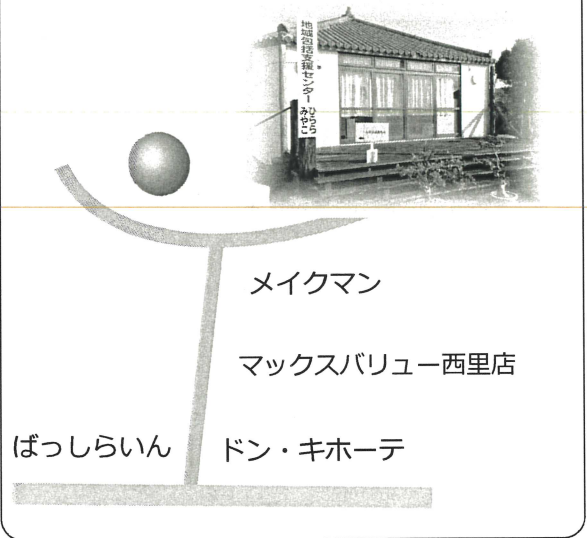 地域包括支援センター
ひらら
みやこ
メイクマン
マックスバリュー西里店
ばっしらいん
ドン・キホーテ